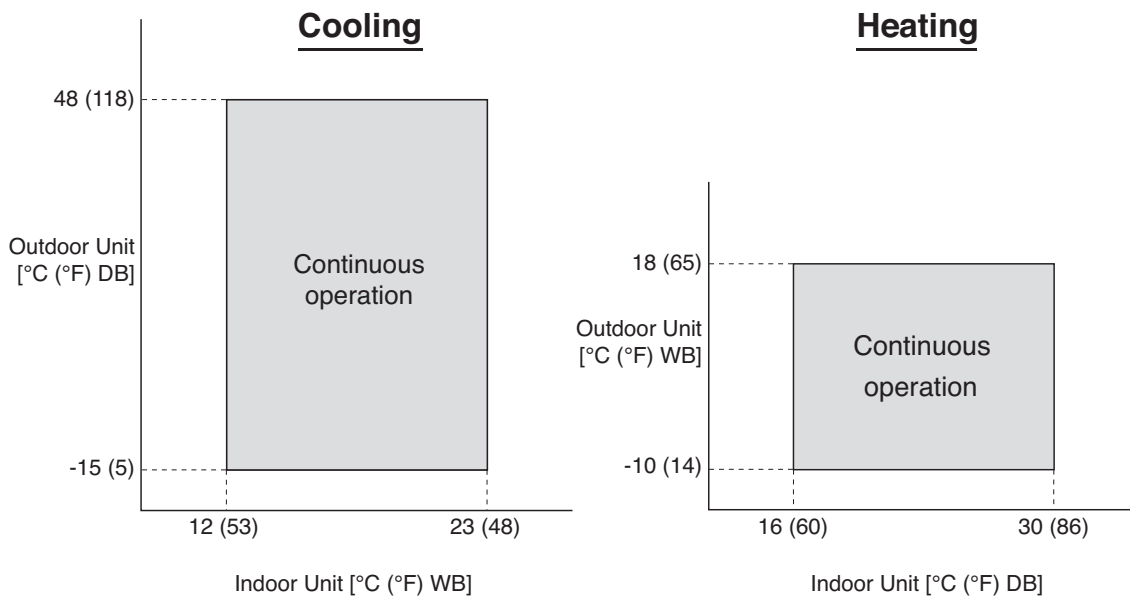 Cooling
48 (118)
Outdoor Unit
[°C (°F) DB]
Continuous
operation
-15 (5)
12 (53)
23 (48)
Indoor Unit [°C (°F) WB]
Heating
18 (65)
Outdoor Unit
[°C (°F) WB]
Continuous
operation
-10 (14)
16 (60)
30 (86)
Indoor Unit [°C (°F) DB]